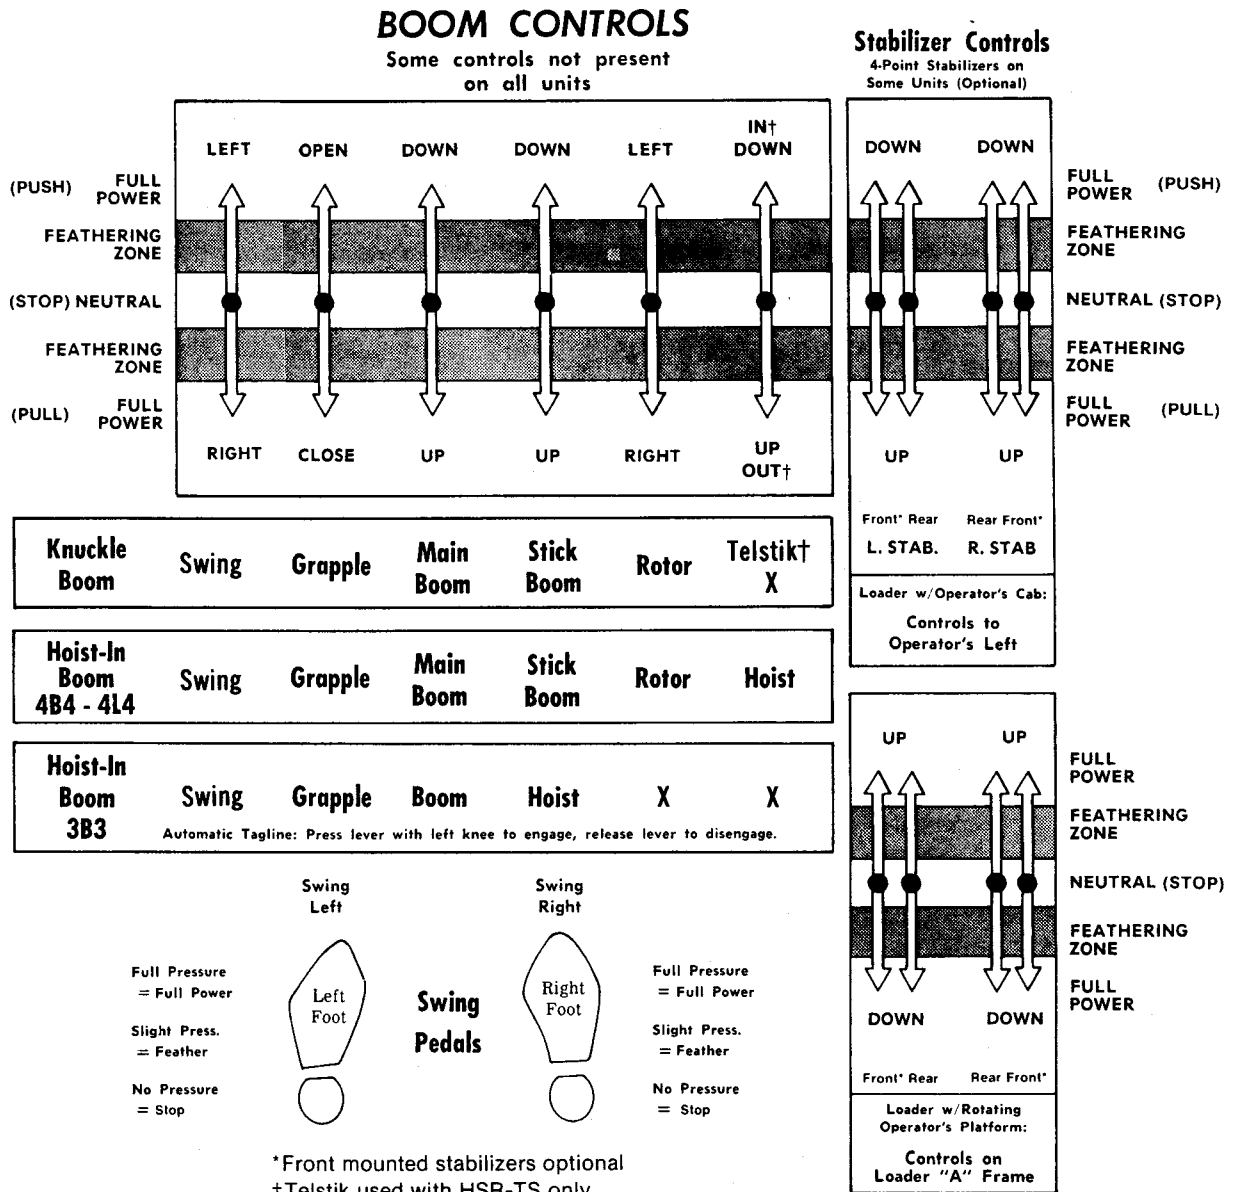 BOOM CONTROLS
Some controls not present
on all units
LEFT OPEN DOWN DOWN LEFT IN†
DOWN
(PUSH) FULL
POWER
FEATHERING
ZONE
(STOP) NEUTRAL
FEATHERING
ZONE
(PULL) FULL
POWER
RIGHT CLOSE UP UP RIGHT UP
OUT†
Knuckle
Boom
Swing Grapple Main
Boom
Stick
Boom
Rotor Telstik†
X
Hoist-In
Boom
4B4 - 4L4
Swing Grapple Main
Boom
Stick
Boom
Rotor Hoist
Hoist-In
Boom
3B3
Swing Grapple Boom Hoist X X
Automatic Tagline: Press lever with left knee to engage, release lever to disengage.
Swing
Left
Swing
Right
Full Pressure
= Full Power
Slight Press.
= Feather
No Pressure
= Stop
Left
Foot
Swing
Pedals
Right
Foot
Full Pressure
= Full Power
Slight Press.
= Feather
No Pressure
= Stop
*Front mounted stabilizers optional
†Telstik used with HSR-TS only
Stabilizer Controls
4-Point Stabilizers on
Some Units (Optional)
DOWN DOWN
FULL
POWER (PUSH)
FEATHERING
ZONE
NEUTRAL (STOP)
FEATHERING
ZONE
FULL
POWER (PULL)
UP UP
Front* Rear Rear Front*
L. STAB. R. STAB
Loader w/Operator's Cab:
Controls to
Operator's Left
UP UP
FULL
POWER
FEATHERING
ZONE
NEUTRAL (STOP)
FEATHERING
ZONE
FULL
POWER
DOWN DOWN
Front* Rear Rear Front*
Loader w/Rotating
Operator's Platform:
Controls on
Loader "A" Frame